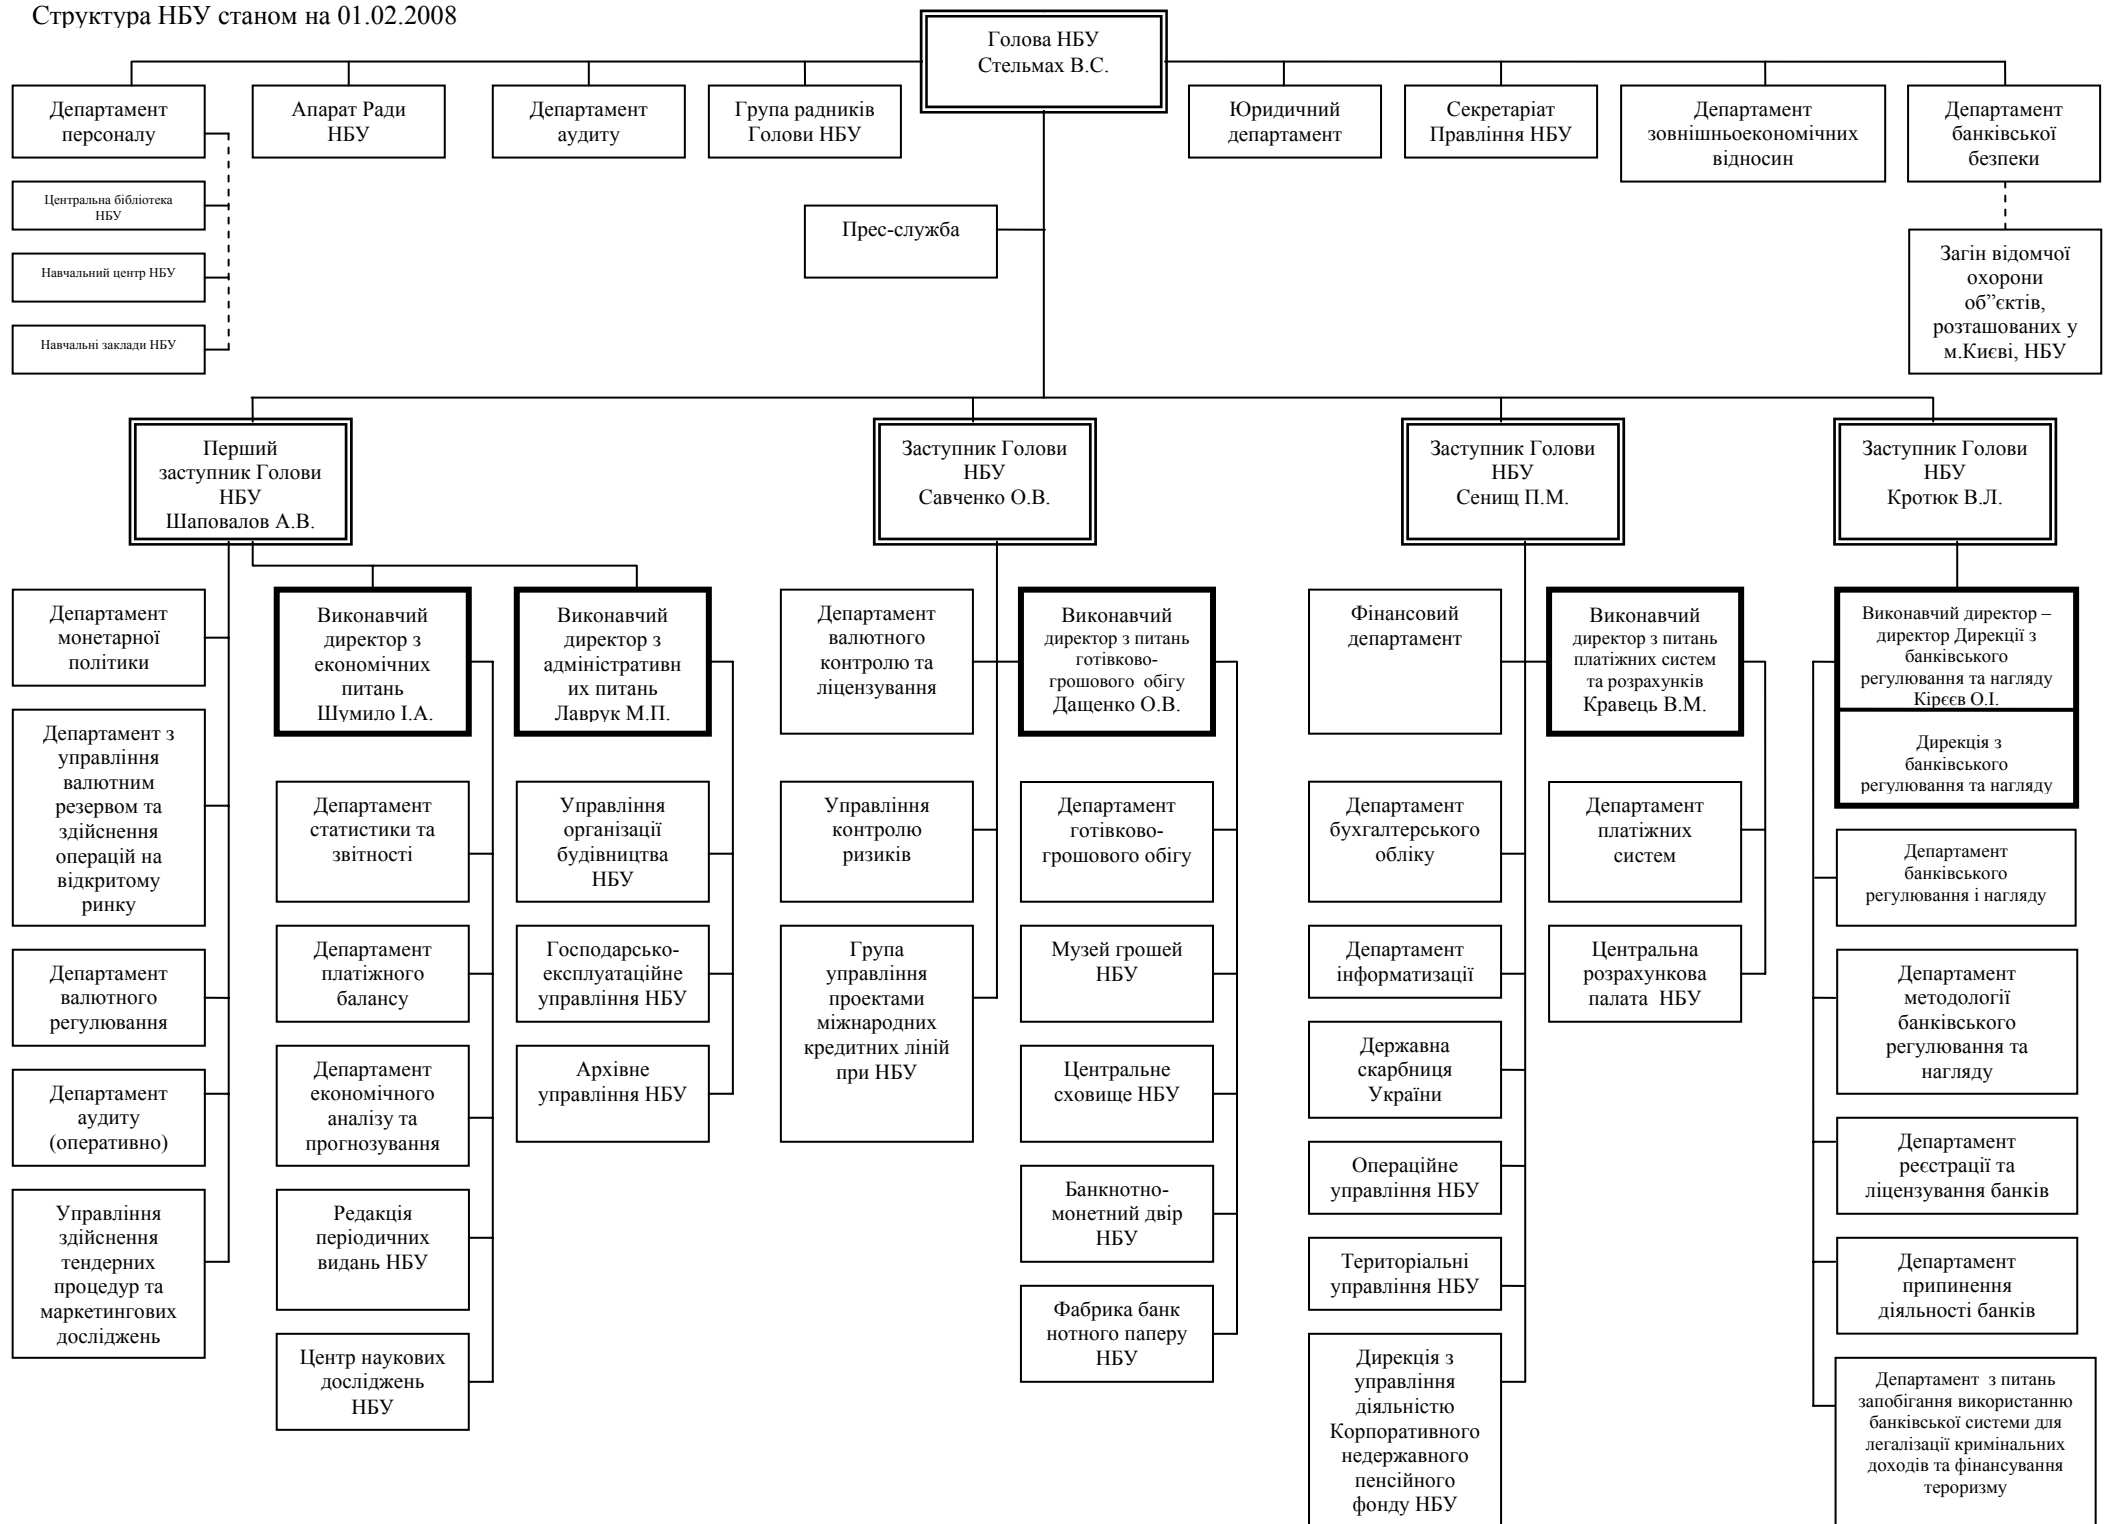 Структура НБУ станом на 01.02.2008
Голова НБУ
Стельмах В.С.
Департамент
персоналу
Апарат Ради
НБУ
Департамент
аудиту
Група радників
Голови НБУ
Юридичний
департамент
Секретаріат
Правління НБУ
Департамент
зовнішньоекономічних
відносин
Департамент
банківської
безпеки
Центральна бібліотека
НБУ
Навчальний центр НБУ
Навчальні заклади НБУ
Прес-служба
Загін відомчої
охорони
об”єктів,
розташованих у
м.Києві, НБУ
Перший
заступник Голови
НБУ
Шаповалов А.В.
Заступник Голови
НБУ
Савченко О.В.
Заступник Голови
НБУ
Сенищ П.М.
Заступник Голови
НБУ
Кротюк В.Л.
Департамент
монетарної
політики
Департамент з
управління
валютним
резервом та
здійснення
операцій на
відкритому
ринку
Департамент
валютного
регулювання
Департамент
аудиту
(оперативно)
Управління
здійснення
тендерних
процедур та
маркетингових
досліджень
Виконавчий
директор з
економічних
питань
Шумило І.А.
Департамент
статистики та
звітності
Департамент
платіжного
балансу
Департамент
економічного
аналізу та
прогнозування
Редакція
періодичних
видань НБУ
Центр наукових
досліджень
НБУ
Виконавчий
директор з
адміністративн
их питань
Лаврук М.П.
Управління
організації
будівництва
НБУ
Господарсько-
експлуатаційне
управління НБУ
Архівне
управління НБУ
Департамент
валютного
контролю та
ліцензування
Управління
контролю
ризиків
Група
управління
проектами
міжнародних
кредитних ліній
при НБУ
Виконавчий
директор з питань
готівково-
грошового обігу
Дащенко О.В.
Департамент
готівково-
грошового обігу
Музей грошей
НБУ
Центральне
сховище НБУ
Банкнотно-
монетний двір
НБУ
Фабрика банк
нотного паперу
НБУ
Фінансовий
департамент
Департамент
бухгалтерського
обліку
Департамент
інформатизації
Державна
скарбниця
України
Операційне
управління НБУ
Територіальні
управління НБУ
Дирекція з
управління
діяльністю
Корпоративного
недержавного
пенсійного
фонду НБУ
Виконавчий
директор з питань
платіжних систем
та розрахунків
Кравець В.М.
Департамент
платіжних
систем
Центральна
розрахункова
палата НБУ
Виконавчий директор –
директор Дирекції з
банківського
регулювання та нагляду
Кірєєв О.І.
Дирекція з
банківського
регулювання та нагляду
Департамент
банківського
регулювання і нагляду
Департамент
методології
банківського
регулювання та
нагляду
Департамент
реєстрації та
ліцензування банків
Департамент
припинення
діяльності банків
Департамент з питань
запобігання використанню
банківської системи для
легалізації кримінальних
доходів та фінансування
тероризму